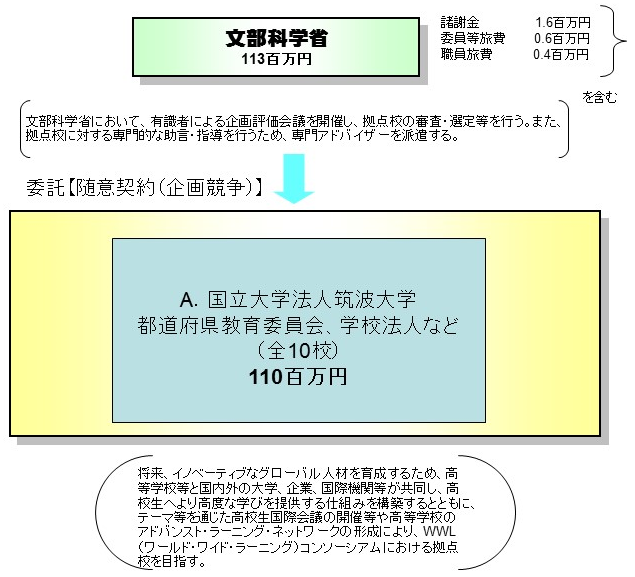 文部科学省
113百万円
諸謝金 1.6百万円
委員等旅費 0.6百万円
職員旅費 0.4百万円
を含む
文部科学省において、有識者による企画評価会議を開催し、拠点校の審査・選定等を行う。また、
拠点校に対する専門的な助言・指導を行うため、専門アドバイザーを派遣する。
委託【随意契約（企画競争）】
A. 国立大学法人筑波大学
都道府県教育委員会、学校法人など
（全10校）
110百万円
将来、イノベーティブなグローバル人材を育成するため、高
等学校等と国内外の大学、企業、国際機関等が共同し、高
校生へより高度な学びを提供する仕組みを構築するとともに、
テーマ等を通じた高校生国際会議の開催等や高等学校の
アドバンスト・ラーニング・ネットワークの形成により、WWL
（ワールド・ワイド・ラーニング）コンソーシアムにおける拠点
校を目指す。